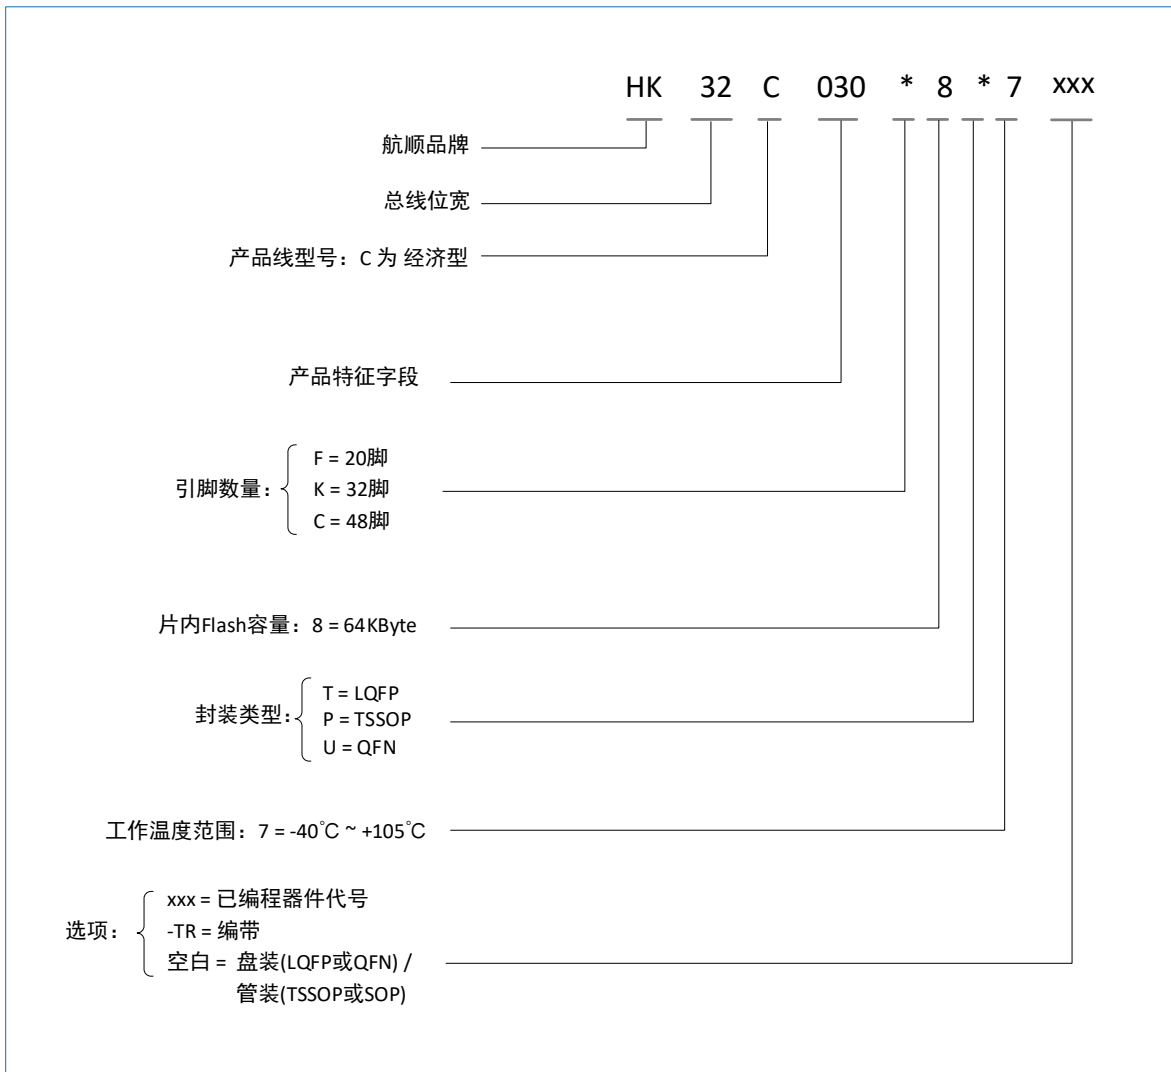 HK 32 C 030 * 8 * 7 xxx
航顺品牌
总线位宽
产品线型号：C 为 经济型
产品特征字段
引脚数量：
F = 20脚
K = 32脚
C = 48脚
片内Flash容量：8 = 64KByte
封装类型：
T = LQFP
P = TSSOP
U = QFN
工作温度范围：7 = -40℃ ~ +105℃
选项：
xxx = 已编程器件代号
-TR = 编带
空白 = 盘装(LQFP或QFN) /
管装(TSSOP或SOP)